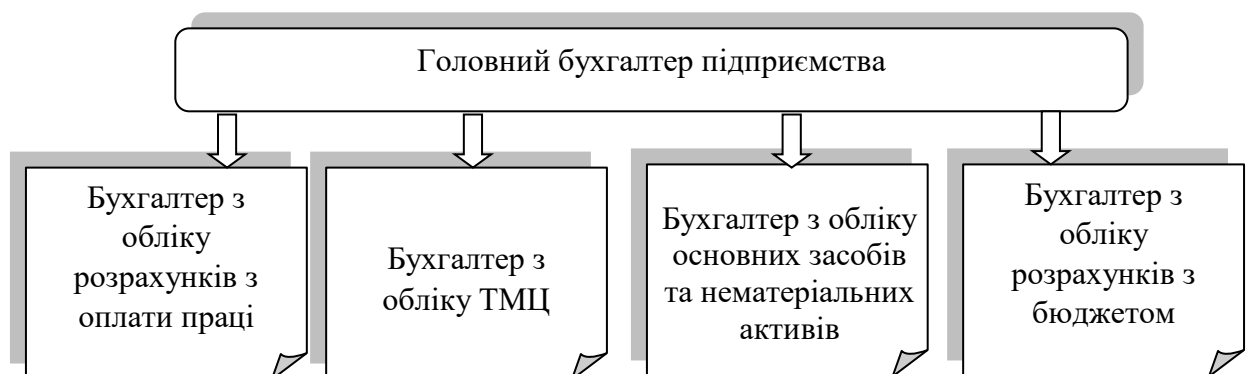 Головний бухгалтер підприємства
Бухгалтер з
обліку
розрахунків з
оплати праці
Бухгалтер з
обліку ТМЦ
Бухгалтер з обліку
основних засобів
та нематеріальних
активів
Бухгалтер з
обліку
розрахунків з
бюджетом